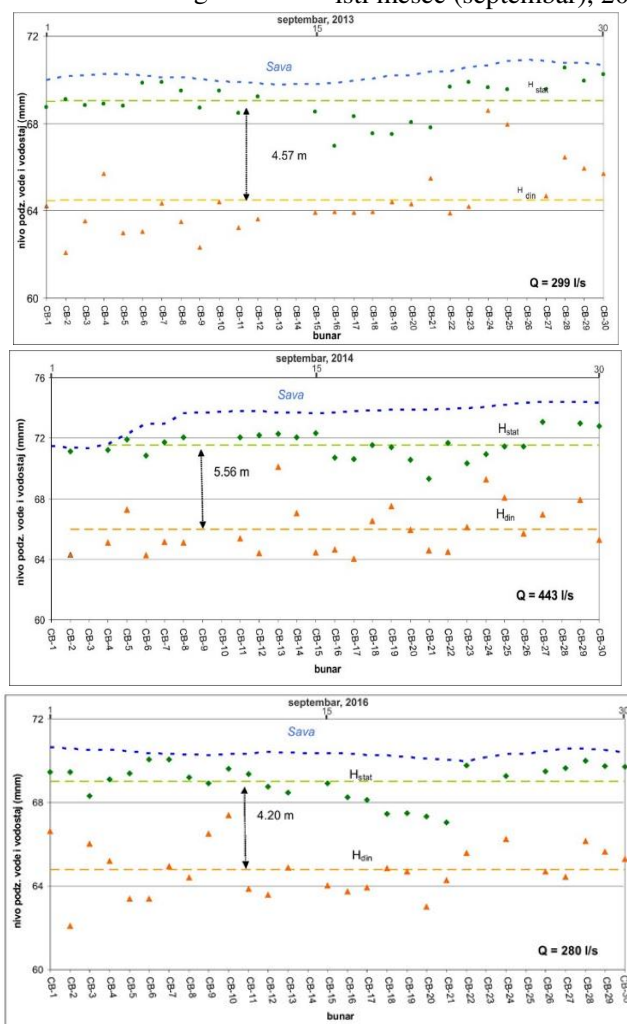 isti mesec (septembar), 20
septembar, 2013
1 15 30
72
68
64
60
nivo podz. vode i vodostaj (mnm)
Sava
H stat
4.57 m
H din
Q = 299 l/s
CB-1 CB-2 CB-3 CB-4 CB-5 CB-6 CB-7 CB-8 CB-9 CB-10 CB-11 CB-12 CB-15 CB-16 CB-17 CB-18 CB-19 CB-20 CB-21 CB-22 CB-23 CB-24 CB-25 CB-26 CB-27 CB-28 CB-29 CB-30
bunar
septembar, 2014
1 15 30
76
72
68
64
60
nivo podz. vode i vodostaj (mnm)
Sava
Hstat
5.56 m
Hdin
Q = 443 l/s
CB-1 CB-2 CB-3 CB-4 CB-5 CB-6 CB-7 CB-8 CB-9 CB-10 CB-11 CB-12 CB-13 CB-14 CB-15 CB-16 CB-17 CB-18 CB-19 CB-20 CB-21 CB-22 CB-23 CB-24 CB-25 CB-26 CB-27 CB-28 CB-29 CB-30
bunar
septembar, 2016
1 15 30
72
68
64
60
nivo podz. vode i vodostaj (mnm)
Sava
Hstat
4.20 m
Hdin
Q = 280 l/s
CB-1 CB-2 CB-3 CB-4 CB-5 CB-6 CB-7 CB-8 CB-9 CB-10 CB-11 CB-12 CB-13 CB-15 CB-16 CB-17 CB-18 CB-19 CB-20 CB-21 CB-22 CB-23 CB-24 CB-26 CB-27 CB-28 CB-29 CB-30
bunar